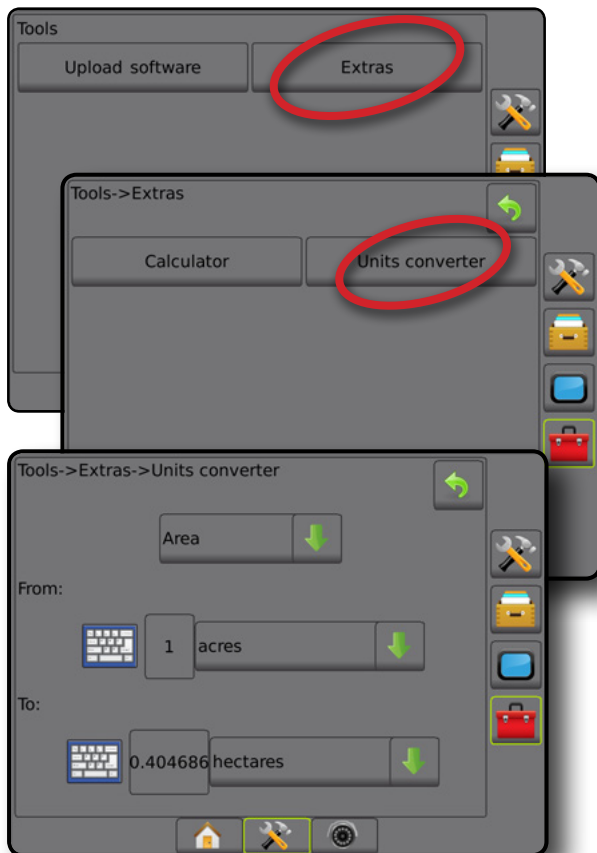 Tools
Upload software Extras
Tools->Extras
Calculator Units converter
Tools->Extras->Units converter
Area
From:
1 acres
To:
0.404686 hectares